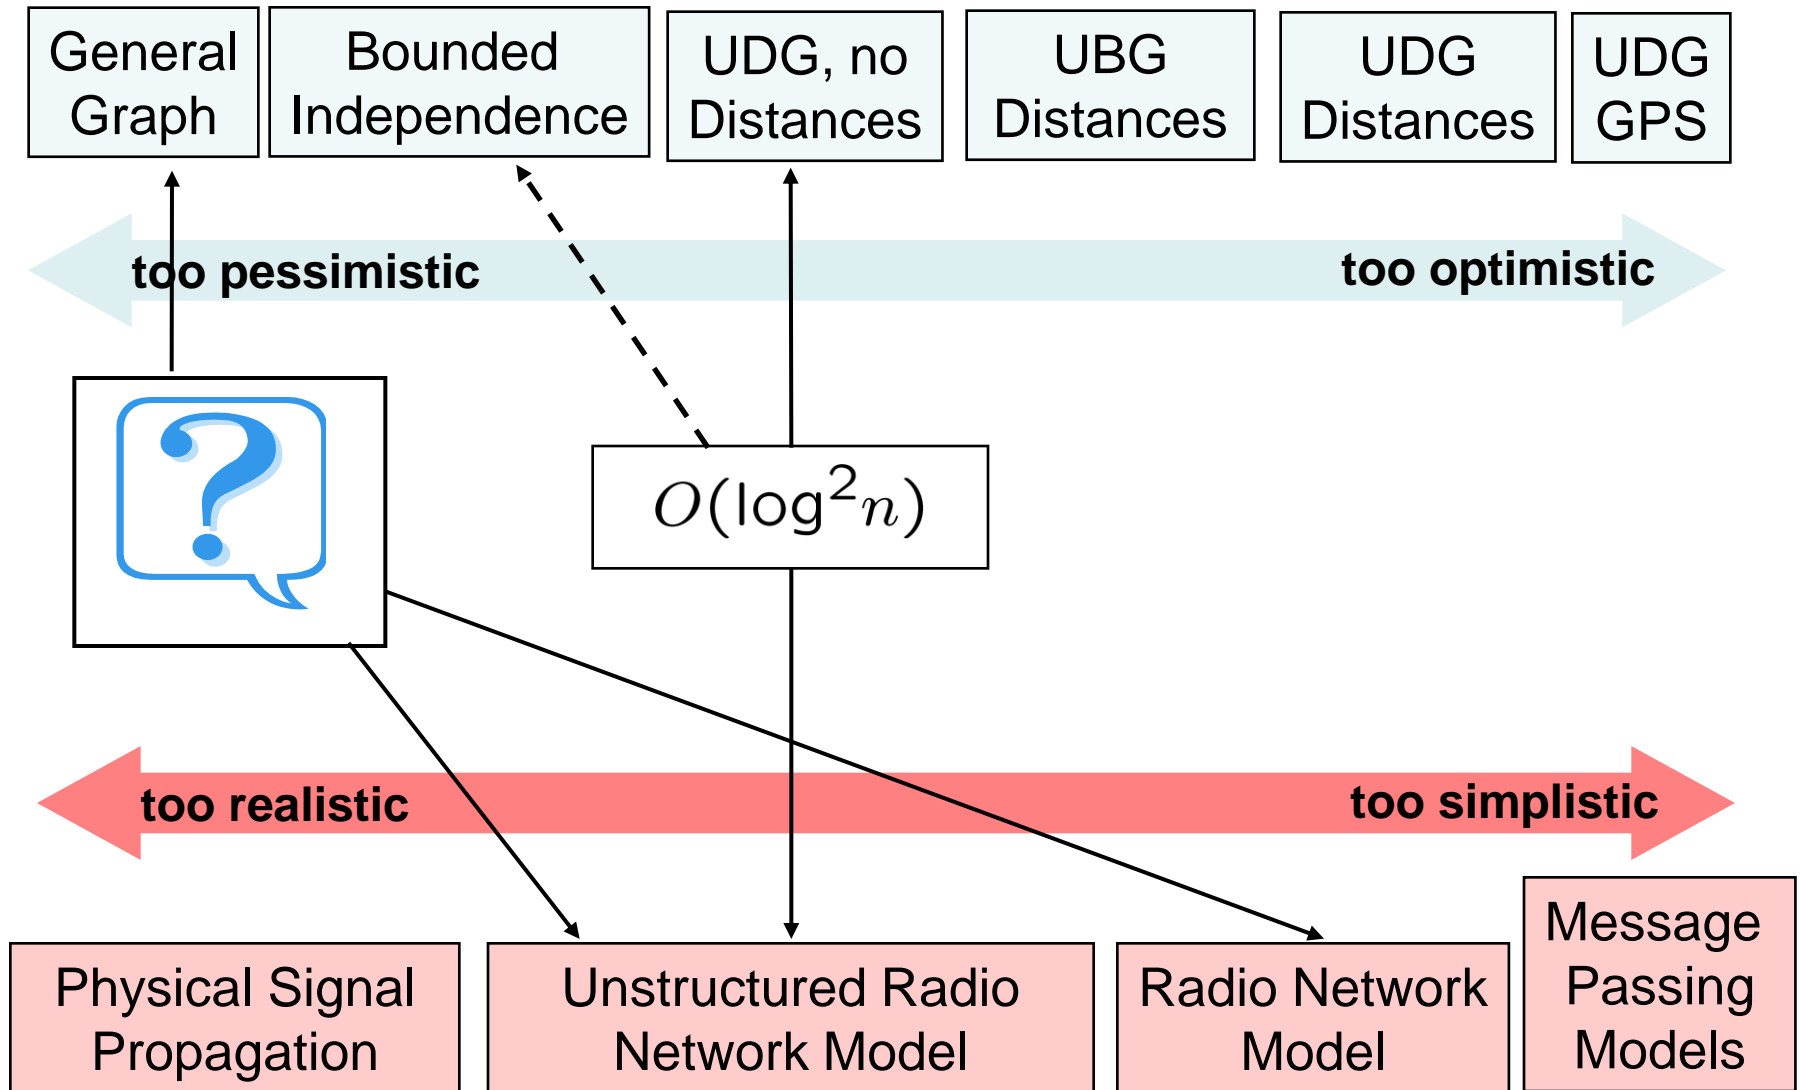 General
Graph
Bounded
Independence
UDG, no
Distances
UBG
Distances
UDG
Distances
UDG
GPS
too pessimistic
too optimistic
?
O(log²n)
too realistic
too simplistic
Physical Signal
Propagation
Unstructured Radio
Network Model
Radio Network
Model
Message
Passing
Models